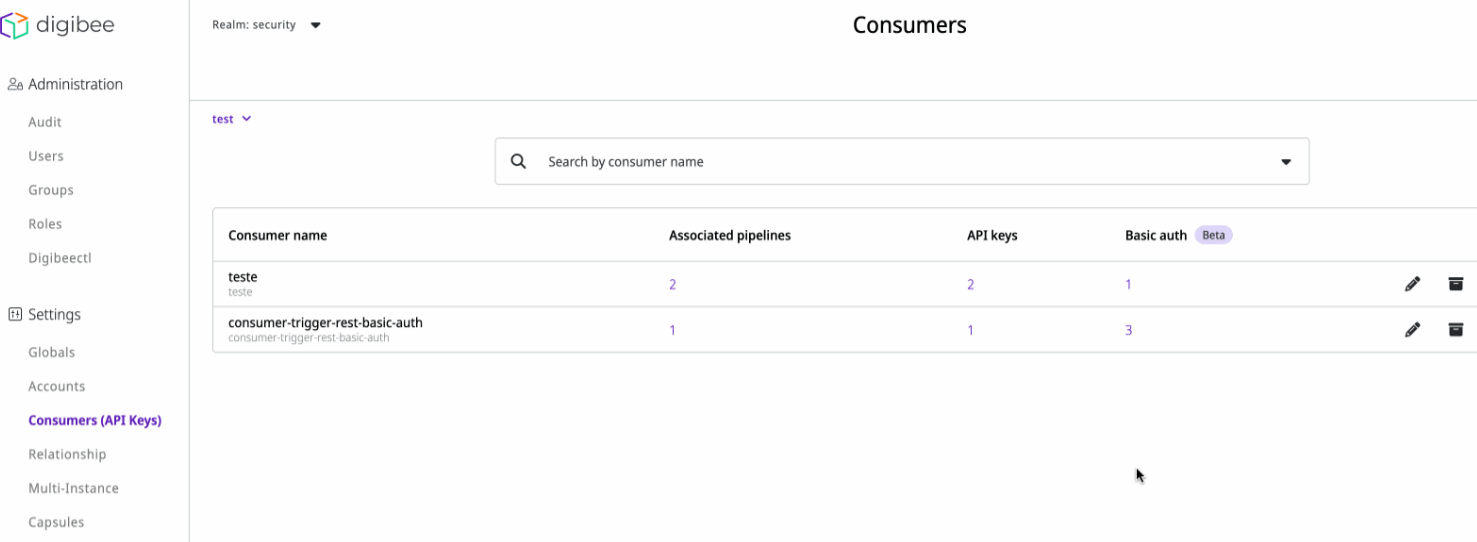 digibee
Realm: security
Consumers
Administration
Audit
Users
Groups
Roles
Digibeectl
Settings
Globals
Accounts
Consumers (API Keys)
Relationship
Multi-Instance
Capsules
test
Search by consumer name
Consumer name Associated pipelines API keys Basic auth Beta
teste 2 2 1
teste
consumer-trigger-rest-basic-auth 1 1 3
consumer-trigger-rest-basic-auth